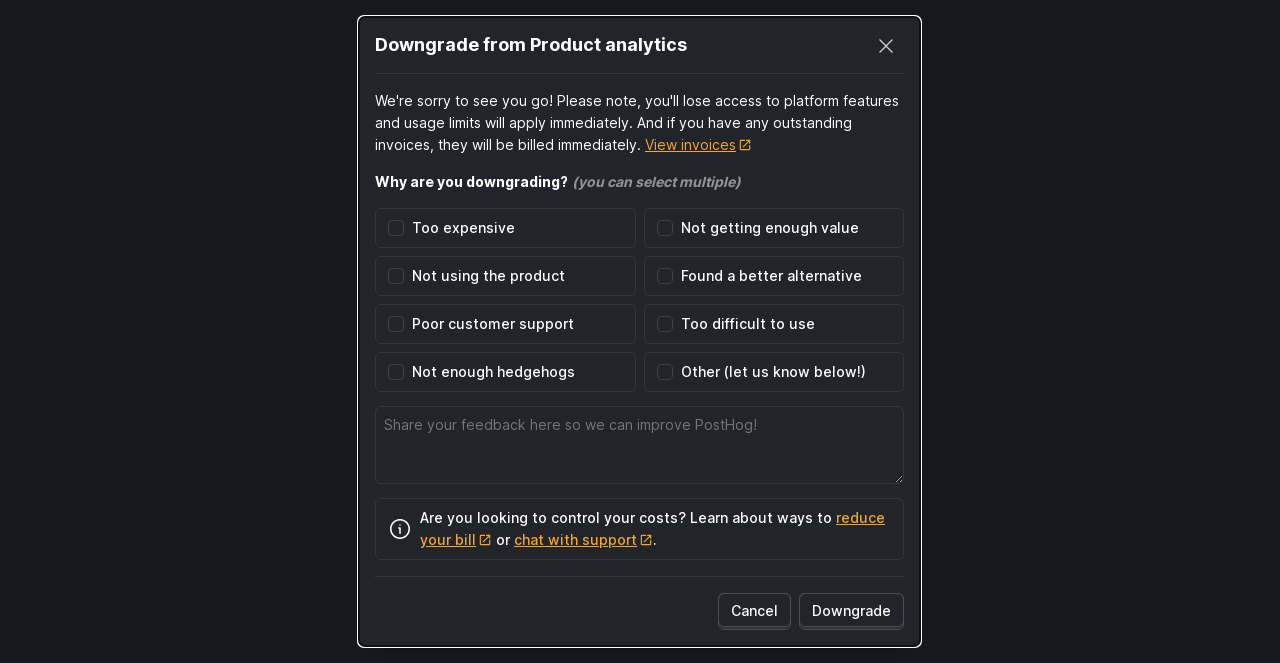 Downgrade from Product analytics
We're sorry to see you go! Please note, you'll lose access to platform features
and usage limits will apply immediately. And if you have any outstanding
invoices, they will be billed immediately. View invoices
Why are you downgrading? (you can select multiple)
Too expensive
Not getting enough value
Not using the product
Found a better alternative
Poor customer support
Too difficult to use
Not enough hedgehogs
Other (let us know below!)
Share your feedback here so we can improve PostHog!
Are you looking to control your costs? Learn about ways to reduce
your bill or chat with support.
Cancel
Downgrade